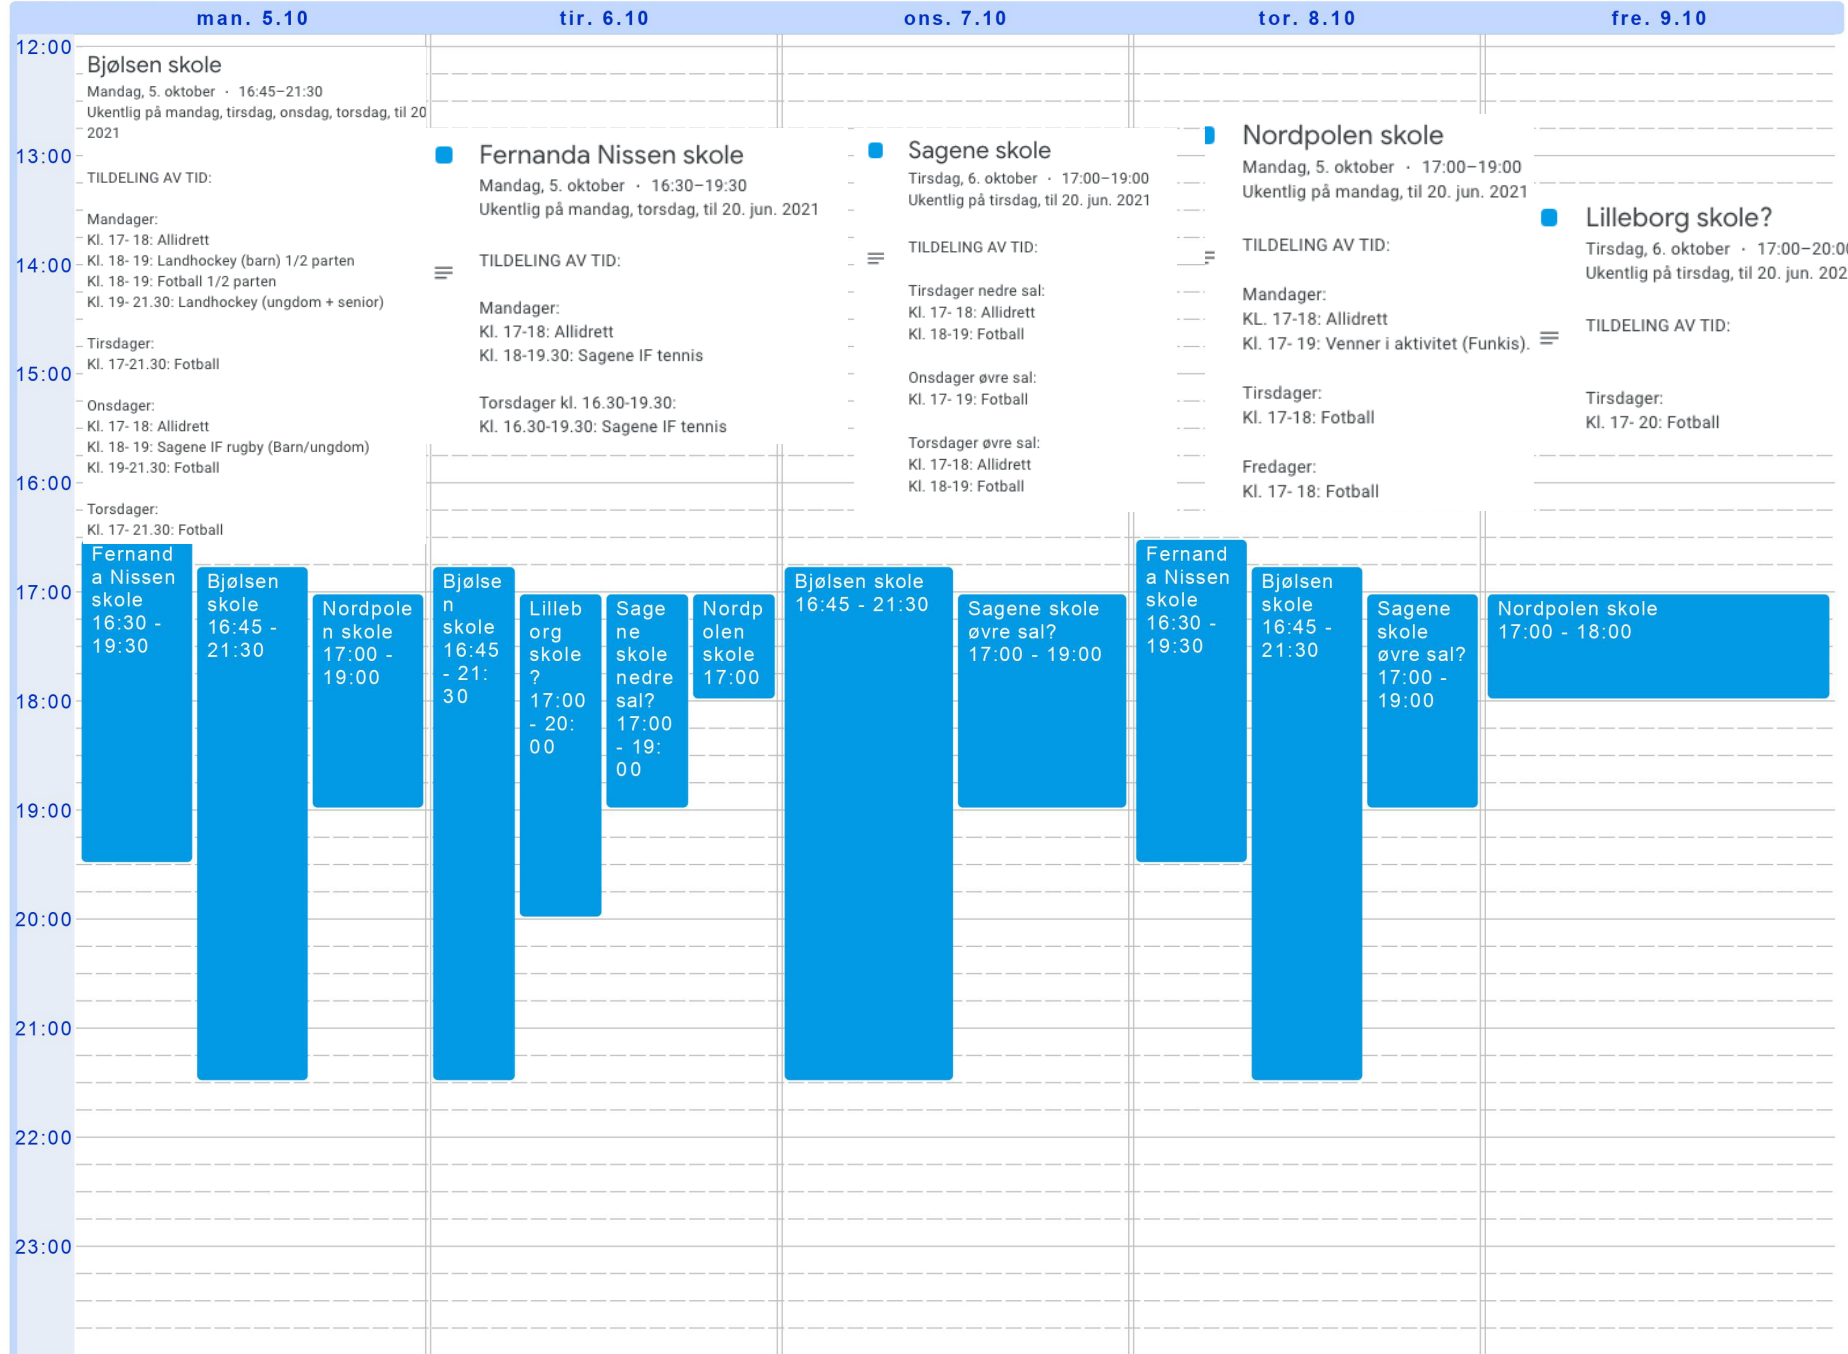 man. 5.10
tir. 6.10
ons. 7.10
tor. 8.10
fre. 9.10
12:00
13:00
14:00
15:00
16:00
17:00
18:00
19:00
20:00
21:00
22:00
23:00
Bjølsen skole
Mandag, 5. oktober · 16:45–21:30
Ukentlig på mandag, tirsdag, onsdag, torsdag, til 20
2021
TILDELING AV TID:
Mandager:
Kl. 17- 18: Allidrett
Kl. 18- 19: Landhockey (barn) 1/2 parten
Kl. 18- 19: Fotball 1/2 parten
Kl. 19- 21.30: Landhockey (ungdom + senior)
Tirsdager:
Kl. 17-21.30: Fotball
Onsdager:
Kl. 17- 18: Allidrett
Kl. 18- 19: Sagene IF rugby (Barn/ungdom)
Kl. 19-21.30: Fotball
Torsdager:
Kl. 17- 21.30: Fotball
Fernanda Nissen skole
Mandag, 5. oktober · 16:30–19:30
Ukentlig på mandag, torsdag, til 20. jun. 2021
TILDELING AV TID:
Mandager:
Kl. 17-18: Allidrett
Kl. 18-19.30: Sagene IF tennis
Torsdager kl. 16.30-19.30:
Kl. 16.30-19.30: Sagene IF tennis
Sagene skole
Tirsdag, 6. oktober · 17:00–19:00
Ukentlig på tirsdag, til 20. jun. 2021
TILDELING AV TID:
Tirsdager nedre sal:
Kl. 17- 18: Allidrett
Kl. 18-19: Fotball
Onsdager øvre sal:
Kl. 17- 19: Fotball
Torsdager øvre sal:
Kl. 17-18: Allidrett
Kl. 18-19: Fotball
Nordpolen skole
Mandag, 5. oktober · 17:00–19:00
Ukentlig på mandag, til 20. jun. 2021
TILDELING AV TID:
Mandager:
KL. 17-18: Allidrett
Kl. 17- 19: Venner i aktivitet (Funkis).
Tirsdager:
Kl. 17-18: Fotball
Fredager:
Kl. 17- 18: Fotball
Lilleborg skole?
Tirsdag, 6. oktober · 17:00–20:00
Ukentlig på tirsdag, til 20. jun. 202
TILDELING AV TID:
Tirsdager:
Kl. 17- 20: Fotball
Fernand
a Nissen
skole
16:30 -
19:30
Bjølsen
skole
16:45 -
21:30
Nordpole
n skole
17:00 -
19:00
Bjølse
n
skole
16:45
- 21:
30
Lilleb
org
skole
?
17:00
- 20:
00
Sage
ne
skole
nedre
sal?
17:00
- 19:
00
Nordp
olen
skole
17:00
Bjølsen skole
16:45 - 21:30
Sagene skole
øvre sal?
17:00 - 19:00
Fernand
a Nissen
skole
16:30 -
19:30
Bjølsen
skole
16:45 -
21:30
Sagene
skole
øvre sal?
17:00 -
19:00
Nordpolen skole
17:00 - 18:00